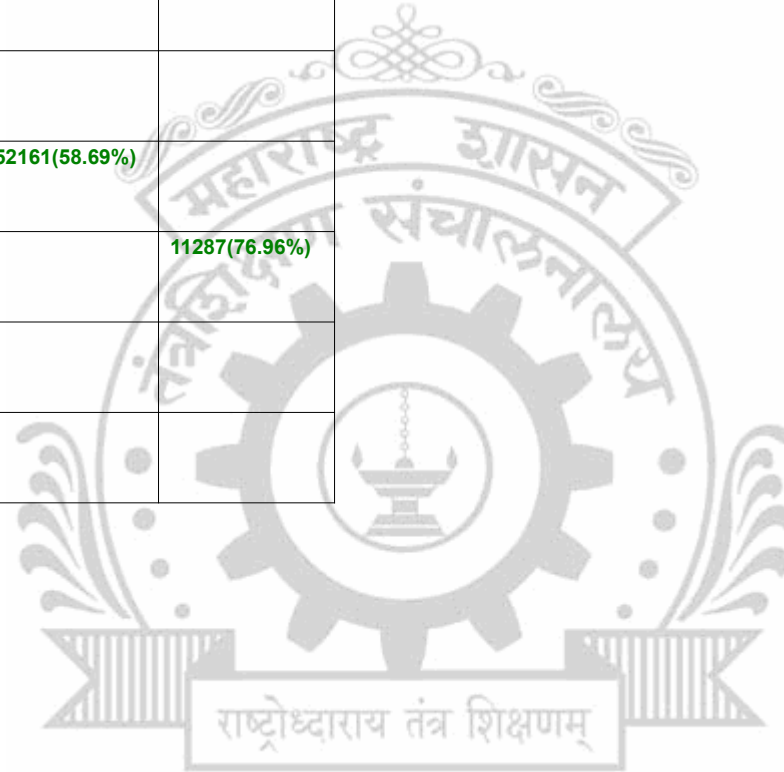 52161(58.69%)
महाराष्ट्र शासन
तंत्रशिक्षण संचालनालय
11287(76.96%)
राष्ट्रोध्दाराय तंत्र शिक्षणम्